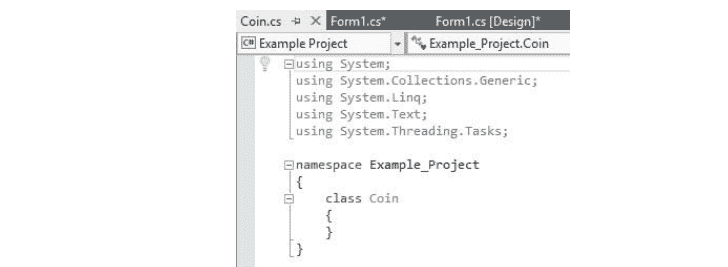 Coin.cs Form1.cs* Form1.cs [Design]*
C# Example Project Example_Project.Coin
using System;
using System.Collections.Generic;
using System.Linq;
using System.Text;
using System.Threading.Tasks;
namespace Example_Project
{
class Coin
{
}
}